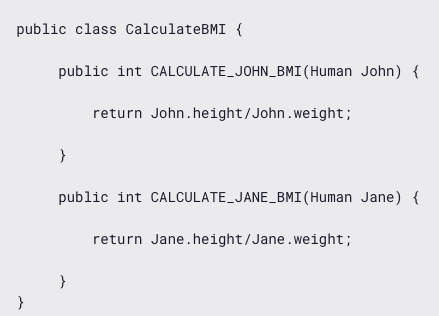 public class CalculateBMI {
public int CALCULATE_JOHN_BMI(Human John) {
return John.height/John.weight;
}
public int CALCULATE_JANE_BMI(Human Jane) {
return Jane.height/Jane.weight;
}
}